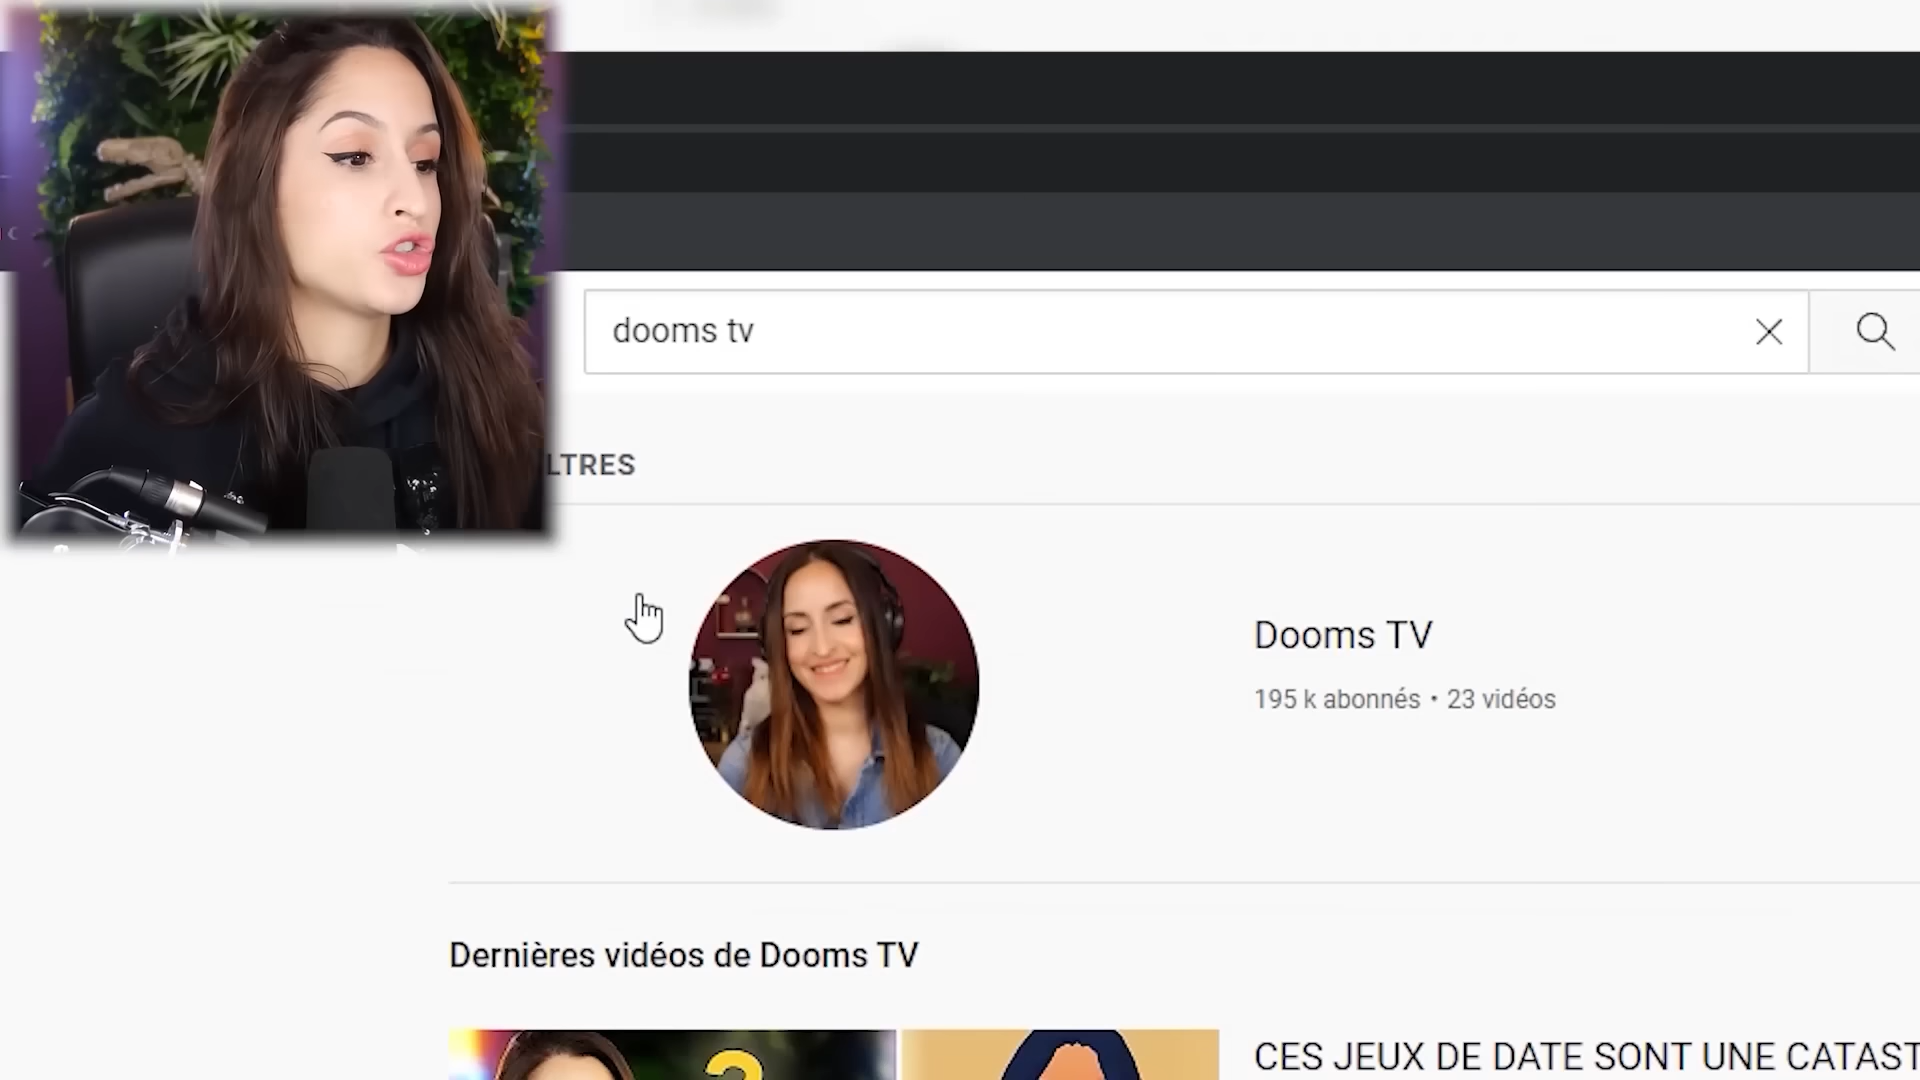 dooms tv
LTRES
Dooms TV
195 k abonnés • 23 vidéos
Dernières vidéos de Dooms TV
?
CES JEUX DE DATE SONT UNE CATAST